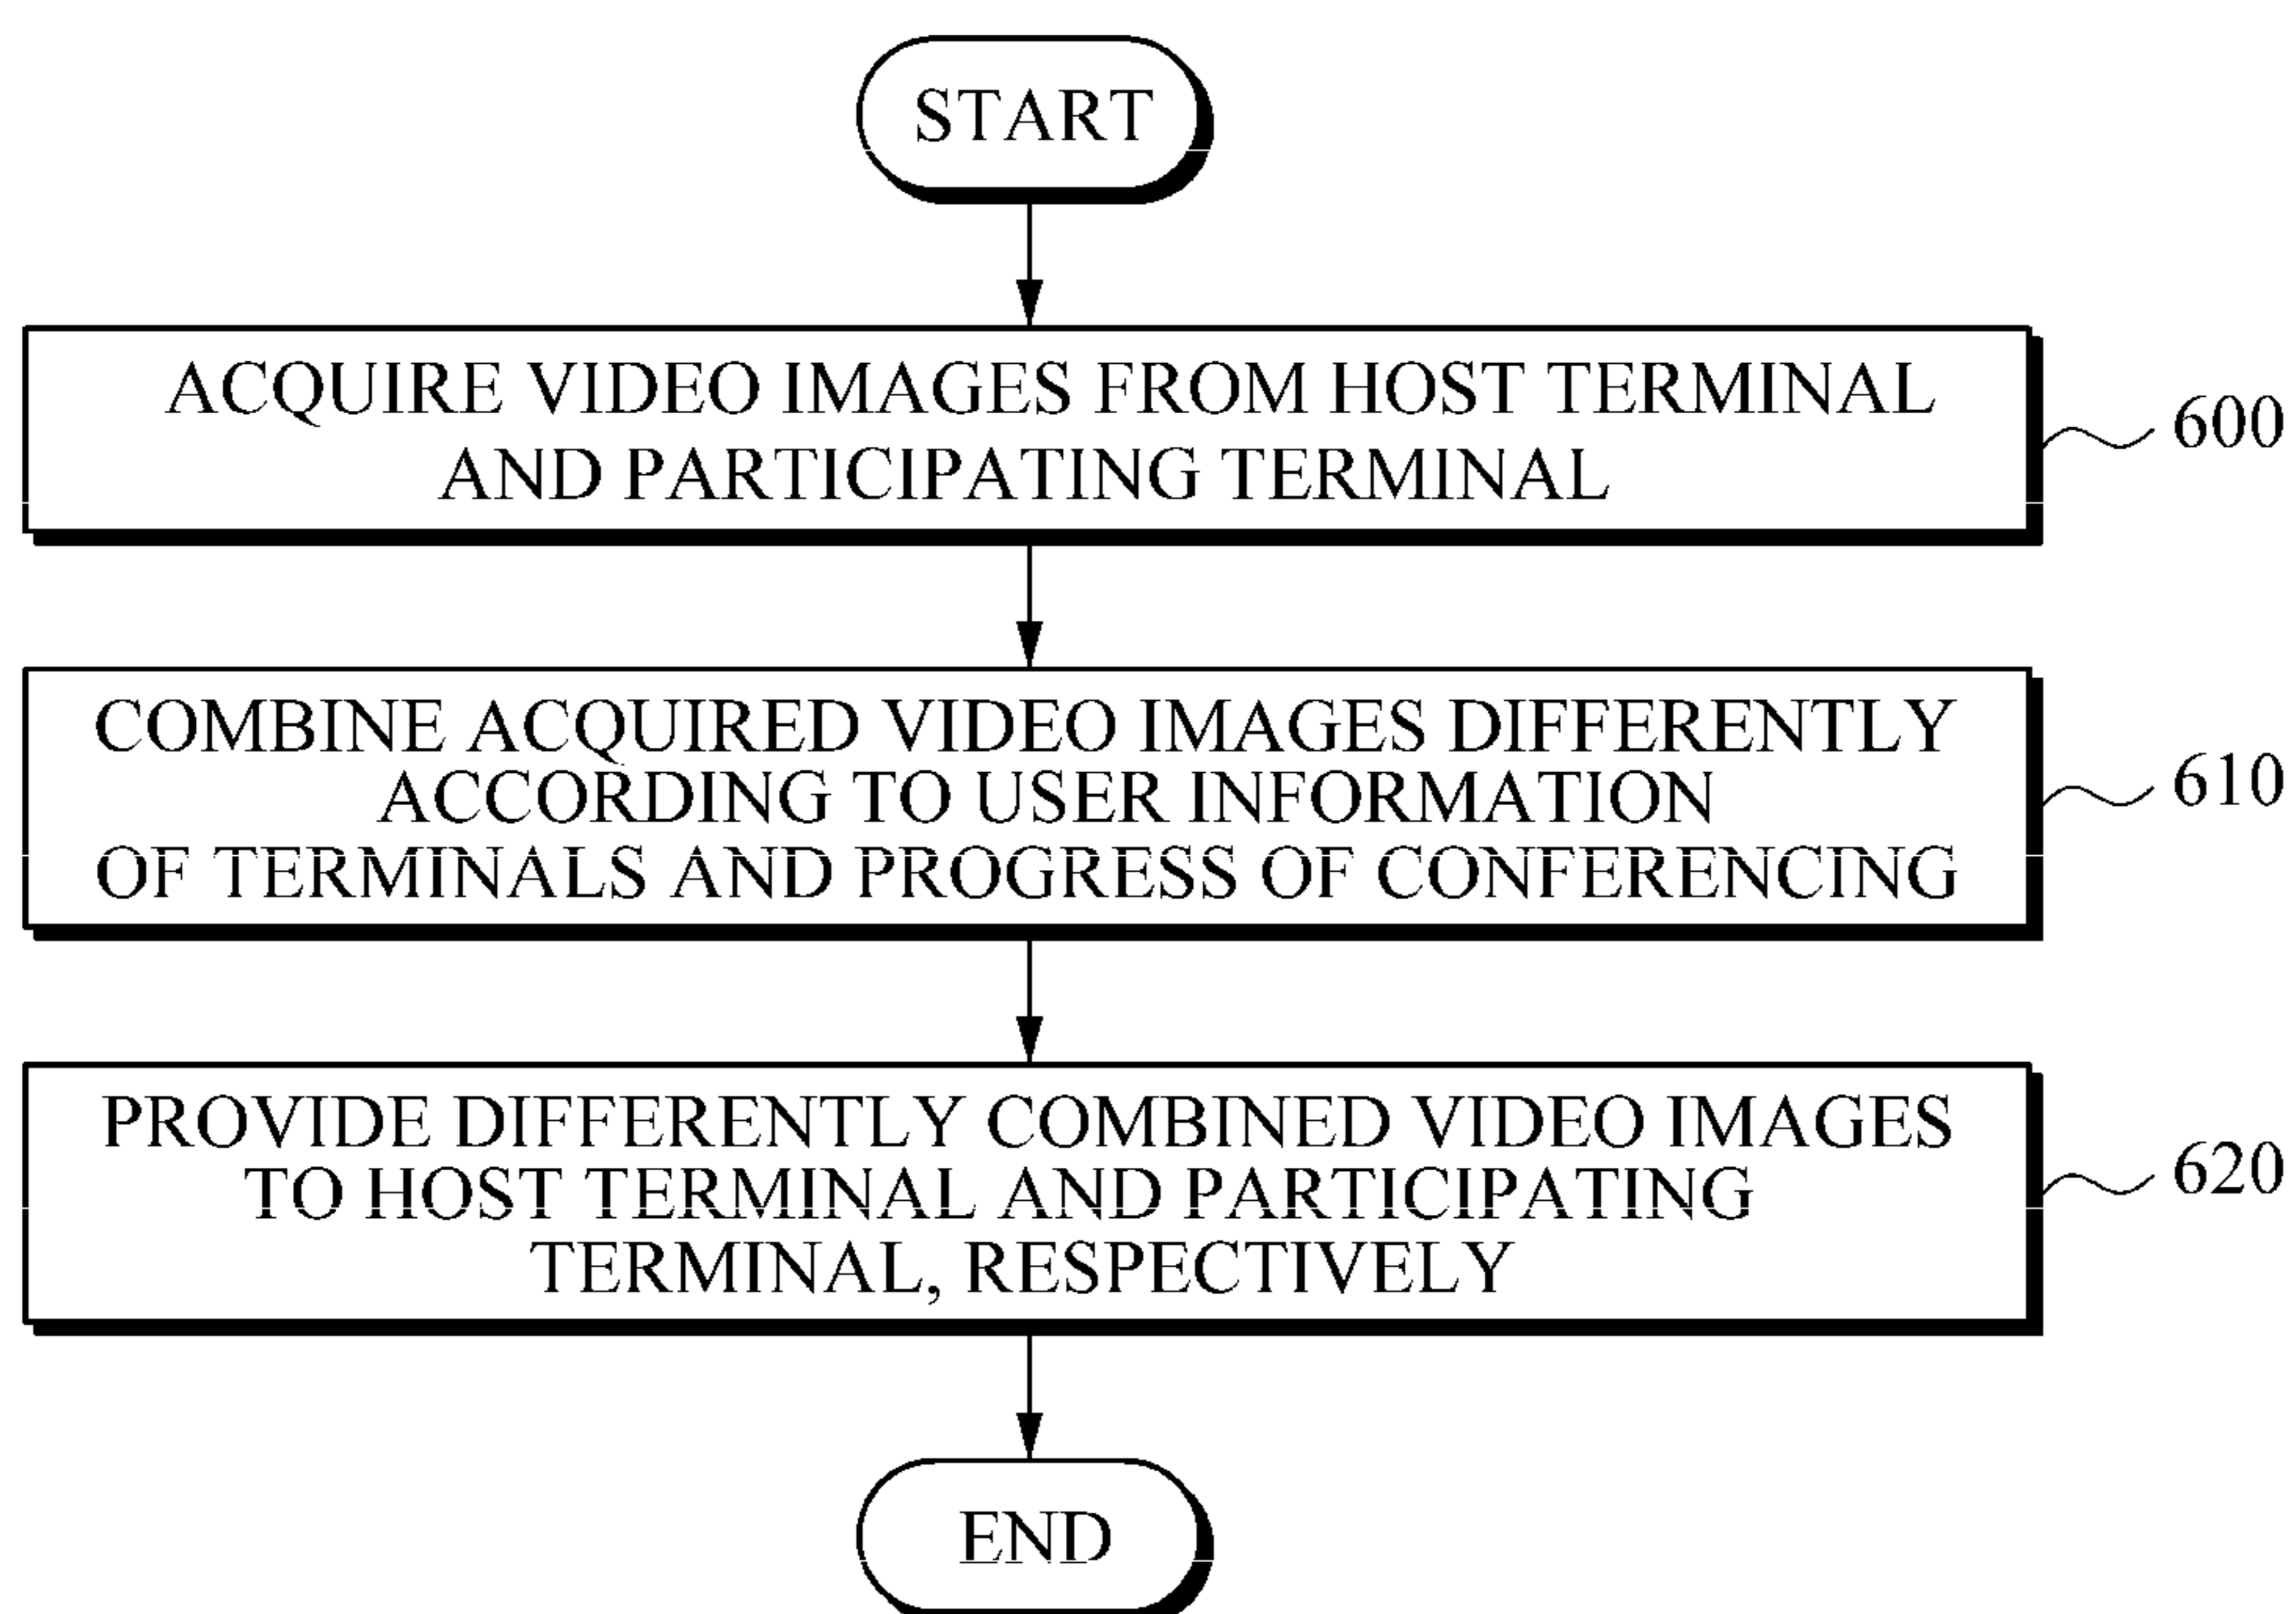 START
ACQUIRE VIDEO IMAGES FROM HOST TERMINAL
AND PARTICIPATING TERMINAL
600
COMBINE ACQUIRED VIDEO IMAGES DIFFERENTLY
ACCORDING TO USER INFORMATION
OF TERMINALS AND PROGRESS OF CONFERENCING
610
PROVIDE DIFFERENTLY COMBINED VIDEO IMAGES
TO HOST TERMINAL AND PARTICIPATING
TERMINAL, RESPECTIVELY
620
END